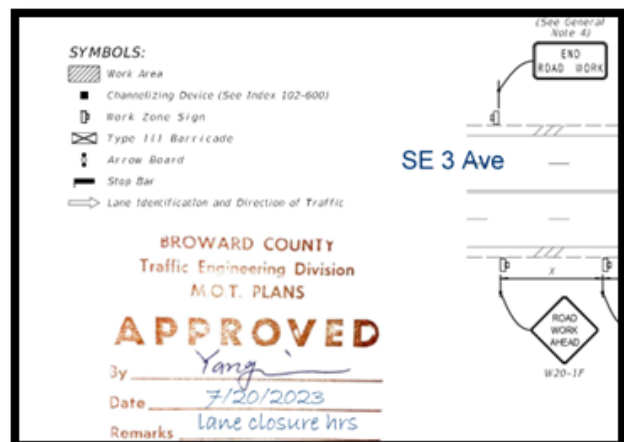 (See General
Note 4)
END
ROAD WORK
SYMBOLS:
Work Area
Channelizing Device (See Index 102-600)
Work Zone Sign
Type III Barricade
Arrow Board
Stop Bar
Lane Identification and Direction of Traffic
SE 3 Ave
BROWARD COUNTY
Traffic Engineering Division
M.O.T. PLANS
APPROVED
By Yang
Date 7/20/2023
Remarks lane closure hrs
X
ROAD
WORK
AHEAD
W20-1F